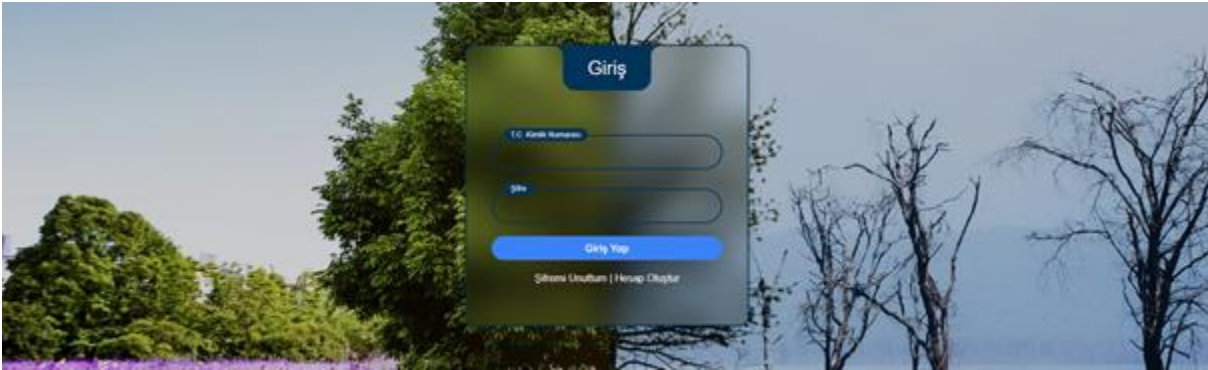 Giriş
T.C. Kimlik Numarası
Şifre
Giriş Yap
Şifremi Unuttum | Hesap Oluştur